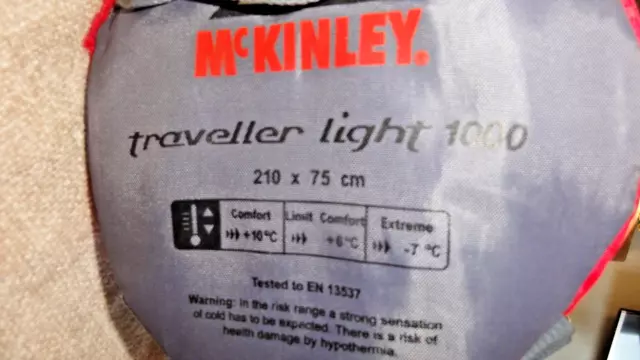 McKINLEY.
traveller light 1000
210 x 75 cm
Comfort Limit Comfort Extreme
+10°C +6°C -7 °C
Tested to EN 13537
Warning: In the risk range a strong sensation
of cold has to be expected. There is a risk of
health damage by hypothermia.